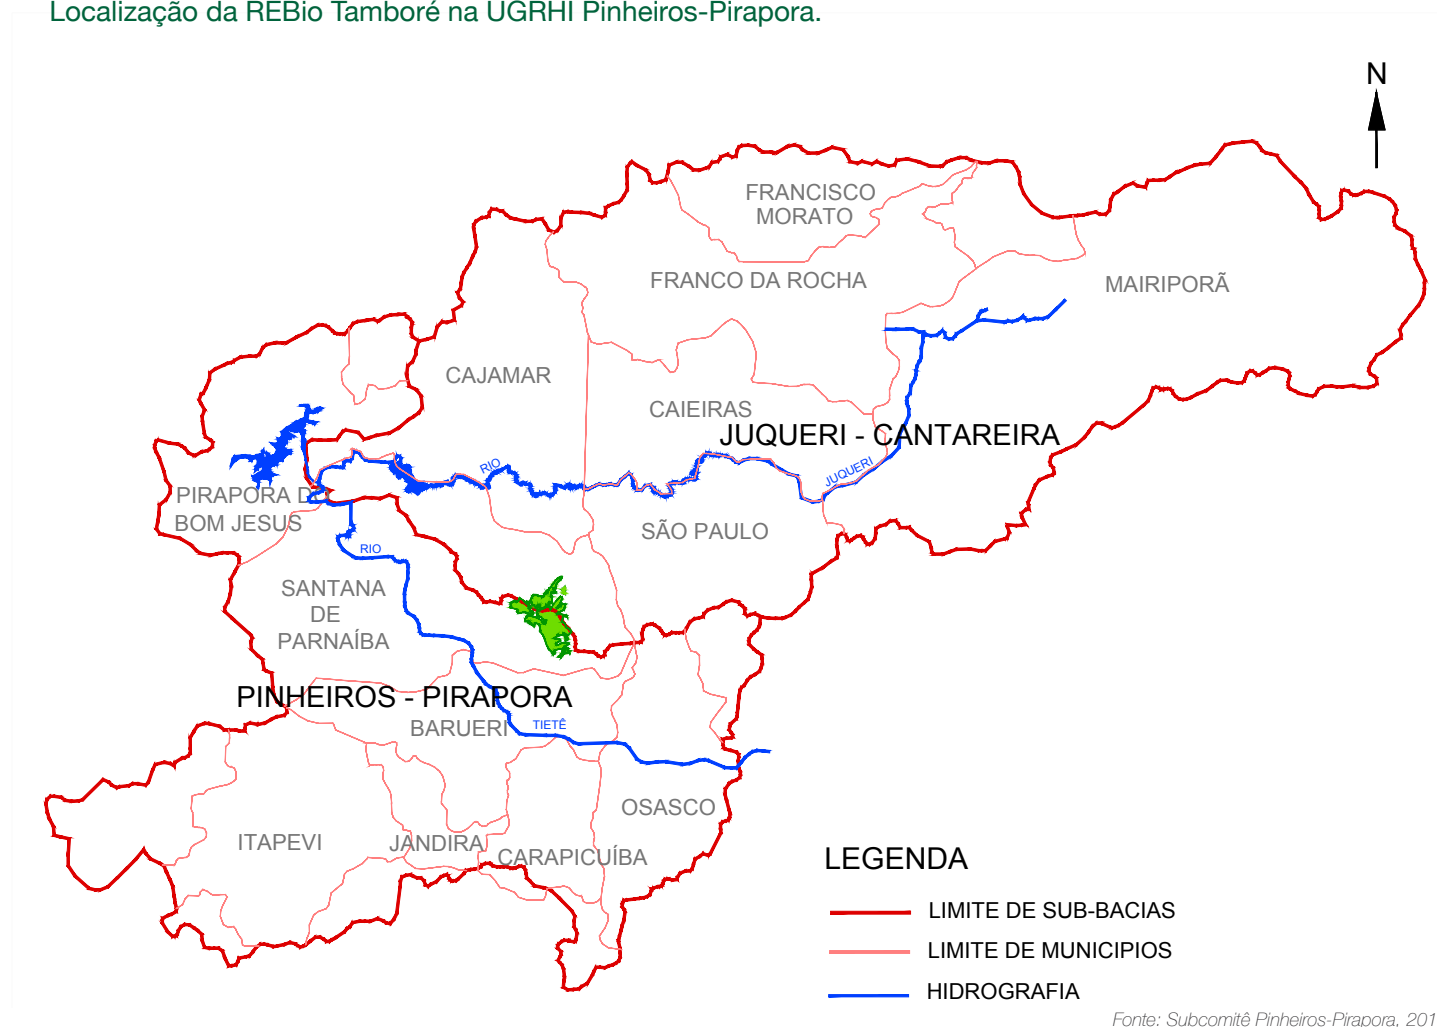 Localização da REBio Tamboré na UGRHI Pinheiros-Pirapora.
N
FRANCISCO
MORATO
FRANCO DA ROCHA
MAIRIPORÃ
CAJAMAR
CAIEIRAS
JUQUERI - CANTAREIRA
RIO
JUQUERI
PIRAPORA D
BOM JESUS
SÃO PAULO
RIO
SANTANA
DE
PARNAÍBA
PINHEIROS - PIRAPORA
BARUERI
TIETÊ
OSASCO
ITAPEVI
JANDIRA
CARAPICUÍBA
LEGENDA
LIMITE DE SUB-BACIAS
LIMITE DE MUNICIPIOS
HIDROGRAFIA
Fonte: Subcomitê Pinheiros-Pirapora, 201